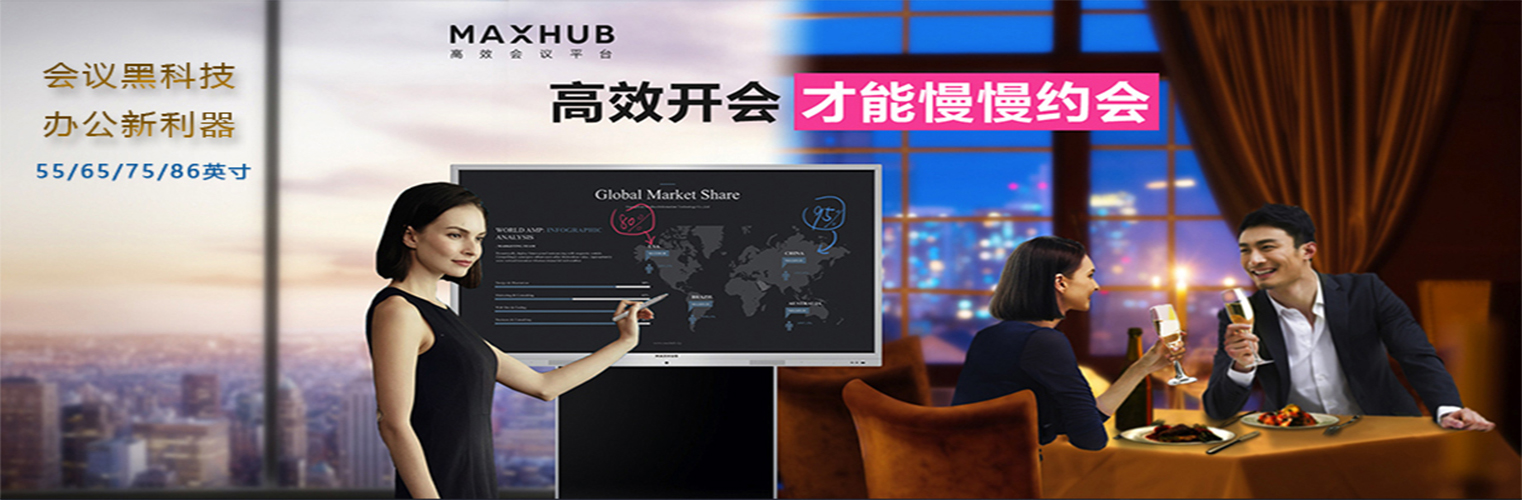 MAXHUB
高效会议平台
会议黑科技
办公新利器
55/65/75/86英寸
高效开会 才能慢慢约会
Global Market Share
WORLD AMP: INFOGRAPHIC
ANALYSIS
80%
95%
CHINA
BRAZIL
AUSTRALIA
MAXHUB